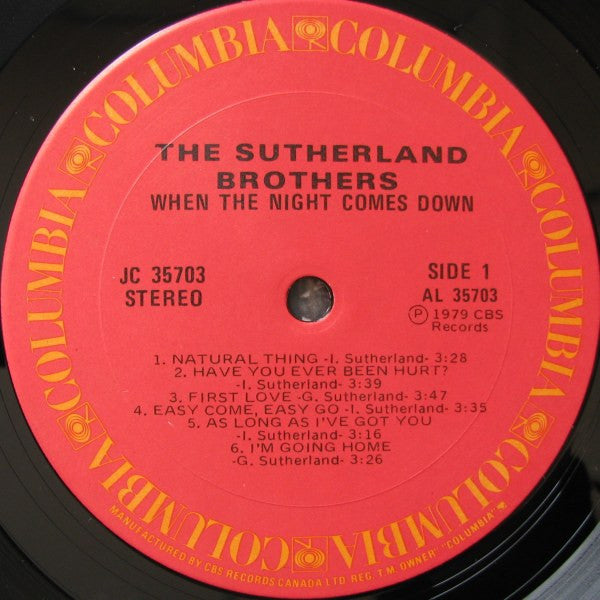 COLUMBIA COLUMBIA COLUMBIA COLUMBIA COLUMBIA COLUMBIA
THE SUTHERLAND
BROTHERS
WHEN THE NIGHT COMES DOWN
JC 35703
STEREO
SIDE 1
AL 35703
Ⓟ 1979 CBS
Records
1. NATURAL THING -I. Sutherland- 3:28
2. HAVE YOU EVER BEEN HURT?
-I. Sutherland- 3:39
3. FIRST LOVE -G. Sutherland- 3:47
4. EASY COME, EASY GO -I. Sutherland- 3:35
5. AS LONG AS I'VE GOT YOU
-I. Sutherland- 3:16
6. I'M GOING HOME
-G. Sutherland- 3:26
MANUFACTURED BY CBS RECORDS CANADA LTD. REG. T.M. OWNER "COLUMBIA"